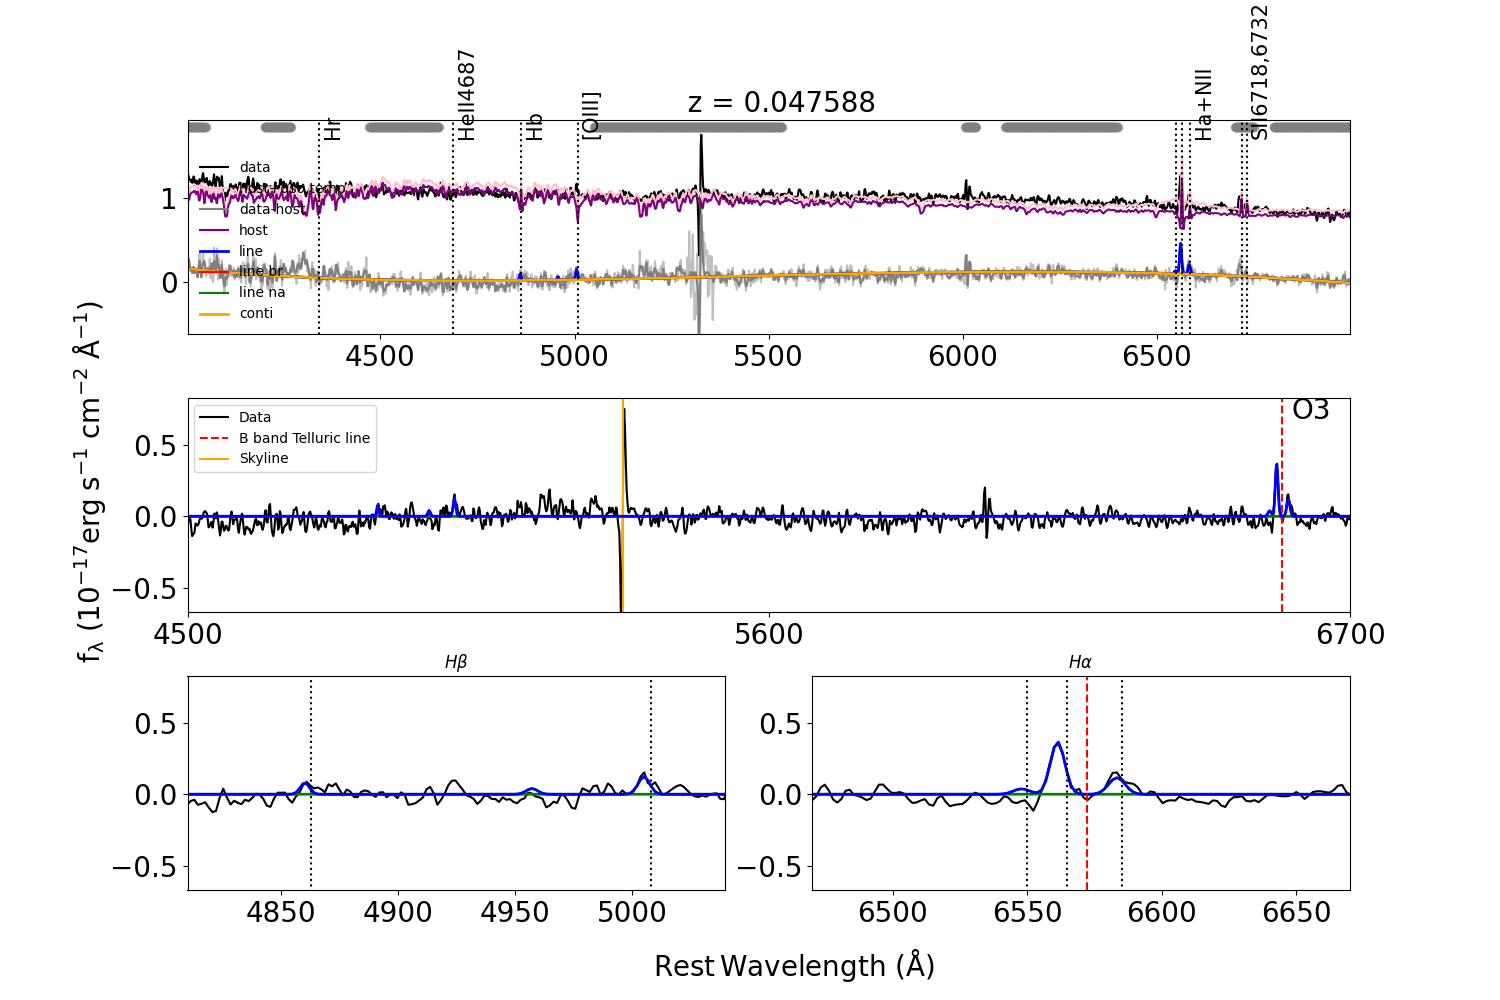 z = 0.047588
Hr
HeII4687
Hb
[OIII]
Ha+NII
SII6718,6732
data
data-host
host
line
line br
line na
conti
1
0
4500
5000
5500
6000
6500
Data
B band Telluric line
Skyline
O3
0.5
0.0
−0.5
4500
5600
6700
f_λ (10^{−17}erg s^{−1} cm^{−2} Å^{−1})
Hβ
0.5
0.0
−0.5
4850
4900
4950
5000
Hα
0.5
0.0
−0.5
6500
6550
6600
6650
Rest Wavelength (Å)